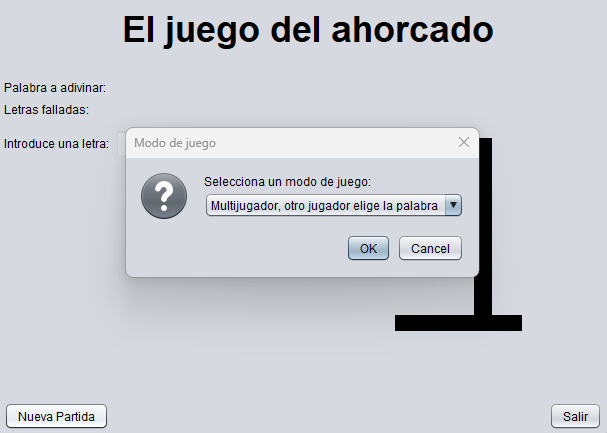 El juego del ahorcado
Palabra a adivinar:
Letras falladas:
Introduce una letra:
Modo de juego
Selecciona un modo de juego:
Multijugador, otro jugador elige la palabra
OK
Cancel
Nueva Partida
Salir